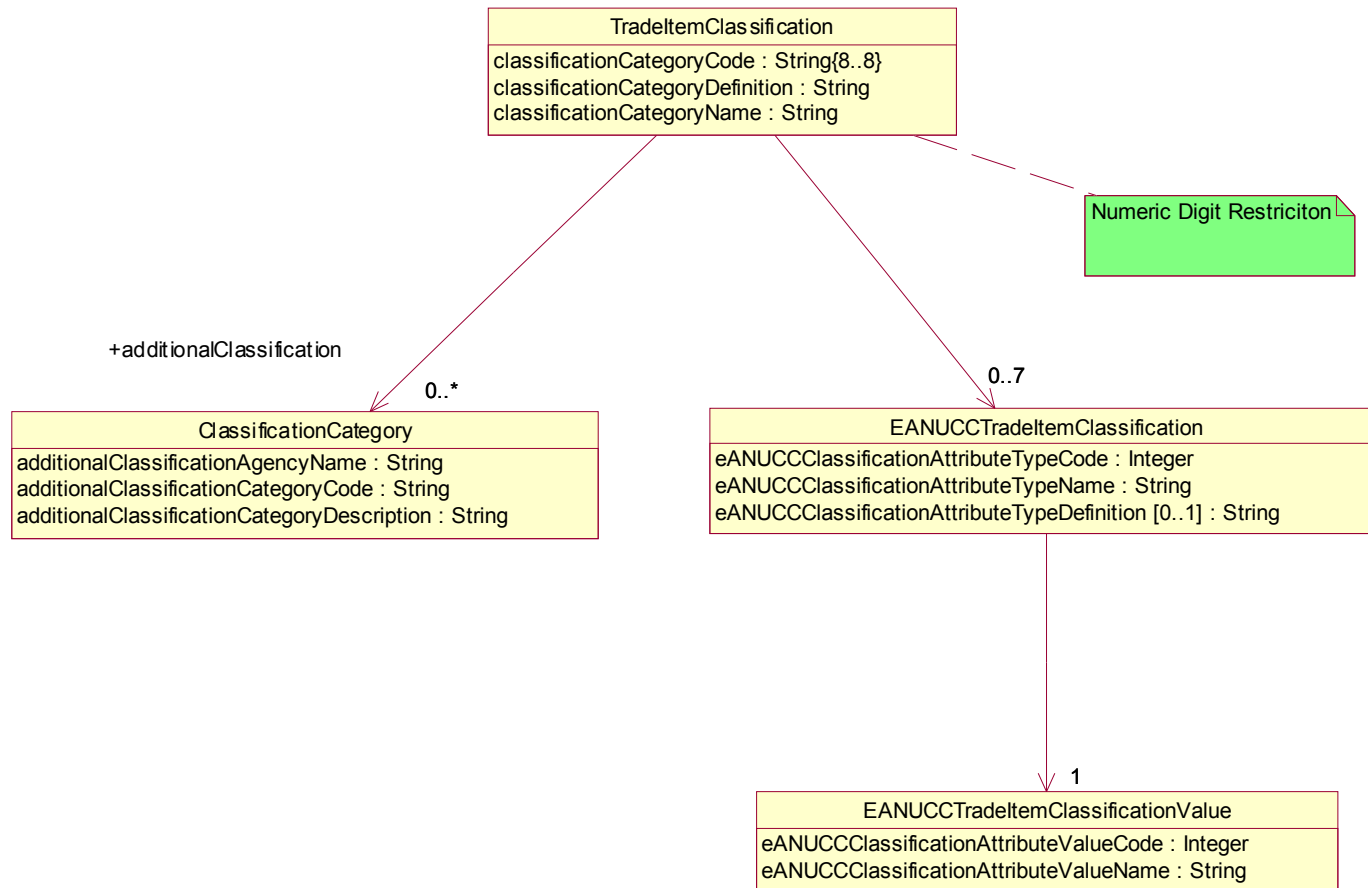 TradeItemClassification
classificationCategoryCode : String{8..8}
classificationCategoryDefinition : String
classificationCategoryName : String
Numeric Digit Restriciton
+additionalClassification
0..*
0..7
ClassificationCategory
additionalClassificationAgencyName : String
additionalClassificationCategoryCode : String
additionalClassificationCategoryDescription : String
EANUCCTradeItemClassification
eANUCCClassificationAttributeTypeCode : Integer
eANUCCClassificationAttributeTypeName : String
eANUCCClassificationAttributeTypeDefinition [0..1] : String
1
EANUCCTradeItemClassificationValue
eANUCCClassificationAttributeValueCode : Integer
eANUCCClassificationAttributeValueName : String